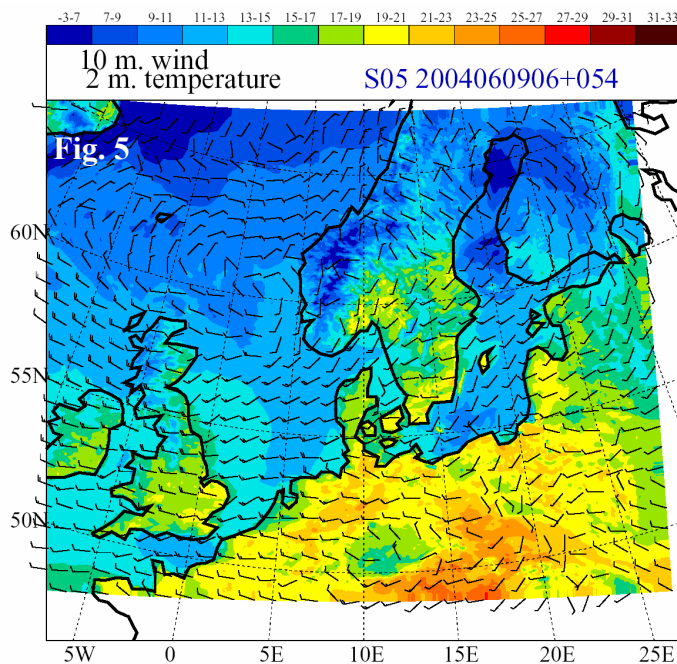 -3-7 7-9 9-11 11-13 13-15 15-17 17-19 19-21 21-23 23-25 25-27 27-29 29-31 31-33
10 m. wind
2 m. temperature S05 2004060906+054
Fig. 5
60N
55N
50N
5W 0 5E 10E 15E 20E 25E